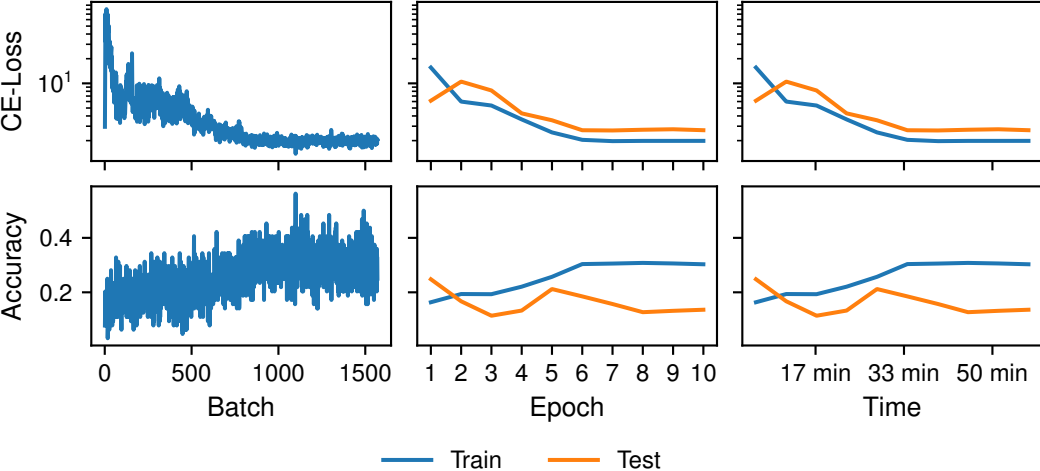 CE-Loss
10¹
Accuracy
0.4
0.2
0 500 1000 1500
1 2 3 4 5 6 7 8 9 10
17 min 33 min 50 min
Batch
Epoch
Time
Train
Test